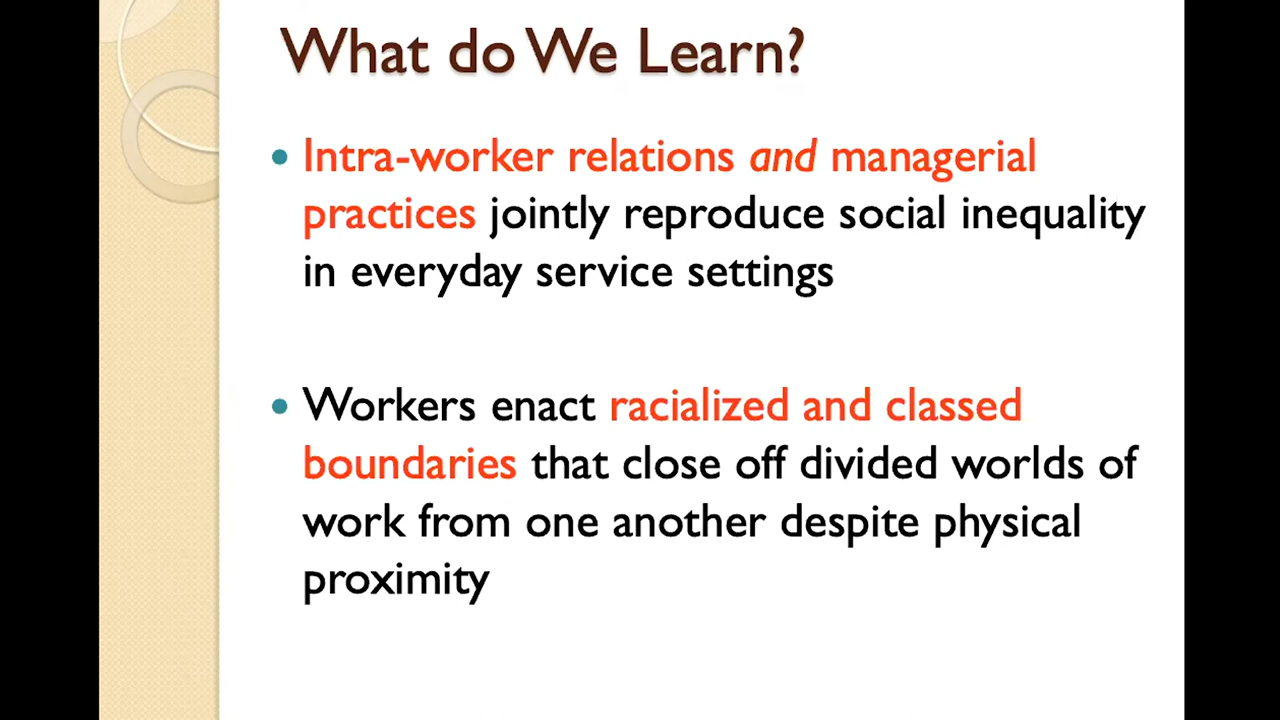 What do We Learn?
• Intra-worker relations and managerial
practices jointly reproduce social inequality
in everyday service settings
• Workers enact racialized and classed
boundaries that close off divided worlds of
work from one another despite physical
proximity